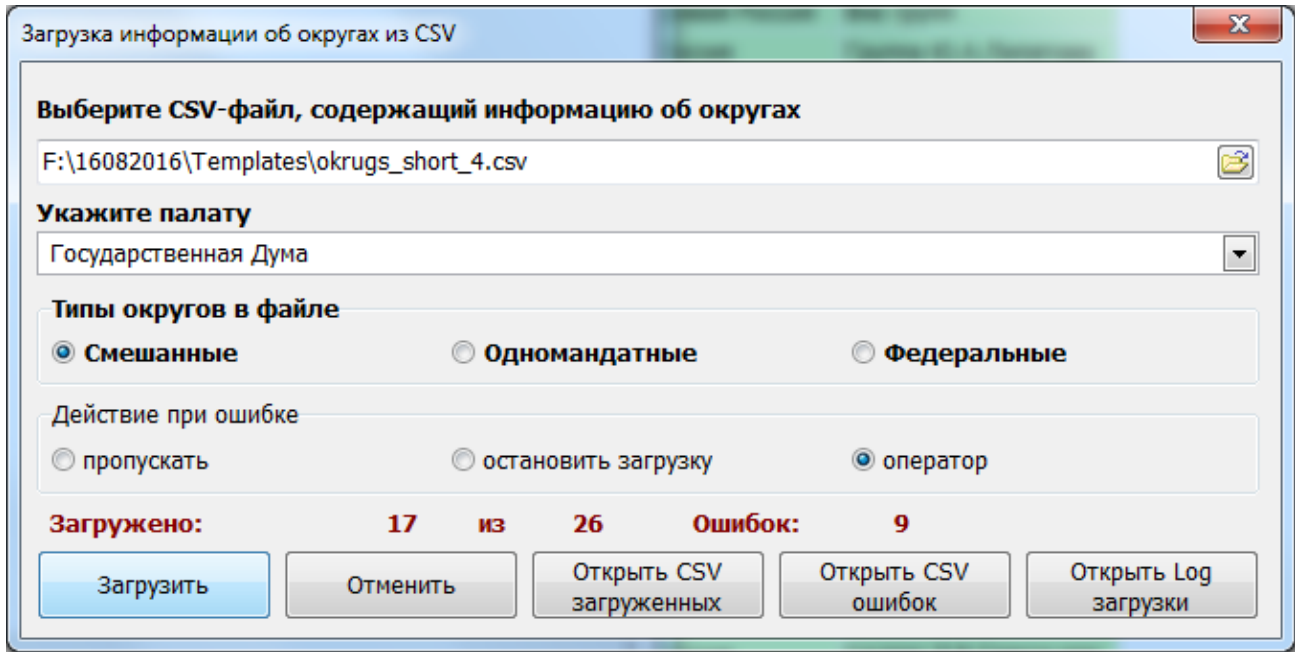 Загрузка информации об округах из CSV
Выберите CSV-файл, содержащий информацию об округах
F:\16082016\Templates\okrugs_short_4.csv
Укажите палату
Государственная Дума
Типы округов в файле
Смешанные Одномандатные Федеральные
Действие при ошибке
пропускать остановить загрузку оператор
Загружено: 17 из 26 Ошибок: 9
Загрузить Отменить Открыть CSV загруженных Открыть CSV ошибок Открыть Log загрузки